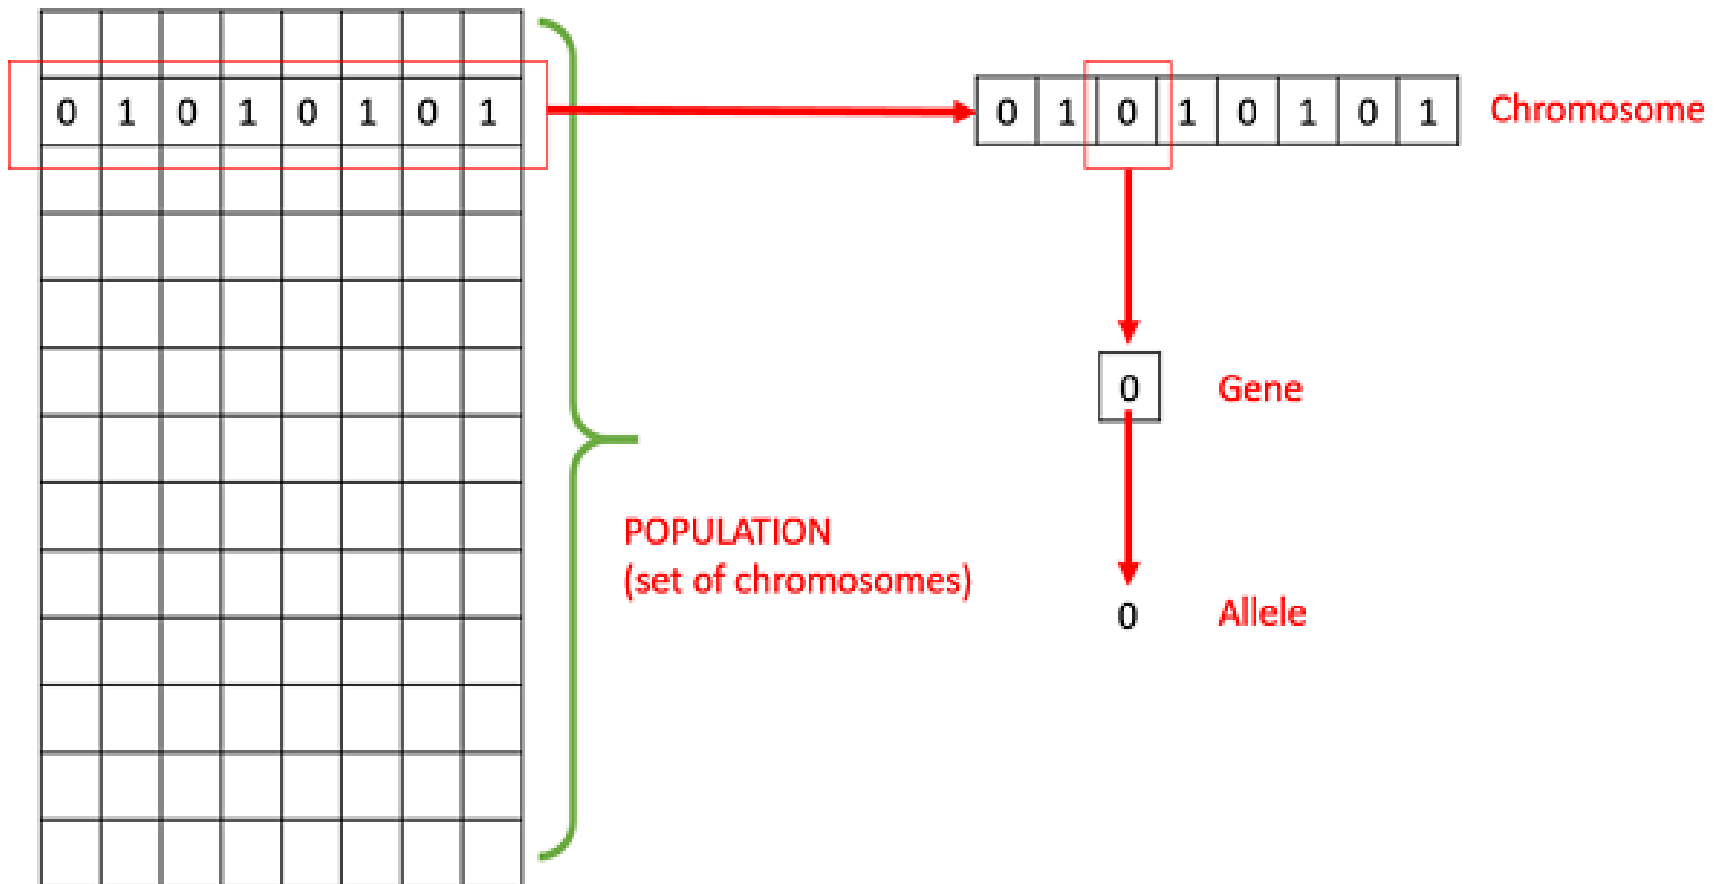 0 1 0 1 0 1 0 1
0 1 0 1 0 1 0 1 Chromosome
0 Gene
POPULATION
(set of chromosomes)
0 Allele